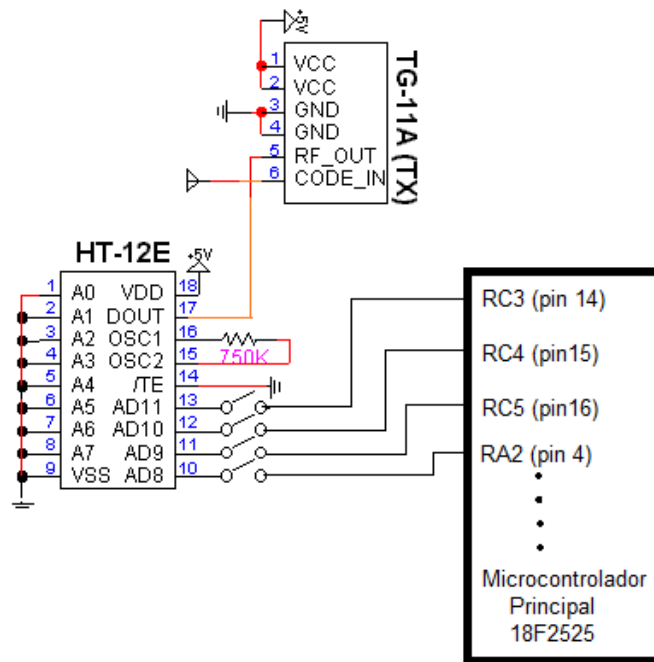 +5V
1 VCC
2 VCC
3 GND
4 GND
5 RF_OUT
6 CODE_IN
TG-11A (TX)
HT-12E
+5V
1 A0 VDD 18
2 A1 DOUT 17
3 A2 OSC1 16
4 A3 OSC2 15
750K
5 A4 /TE 14
6 A5 AD11 13
7 A6 AD10 12
8 A7 AD9 11
9 VSS AD8 10
RC3 (pin 14)
RC4 (pin15)
RC5 (pin16)
RA2 (pin 4)
Microcontrolador
Principal
18F2525